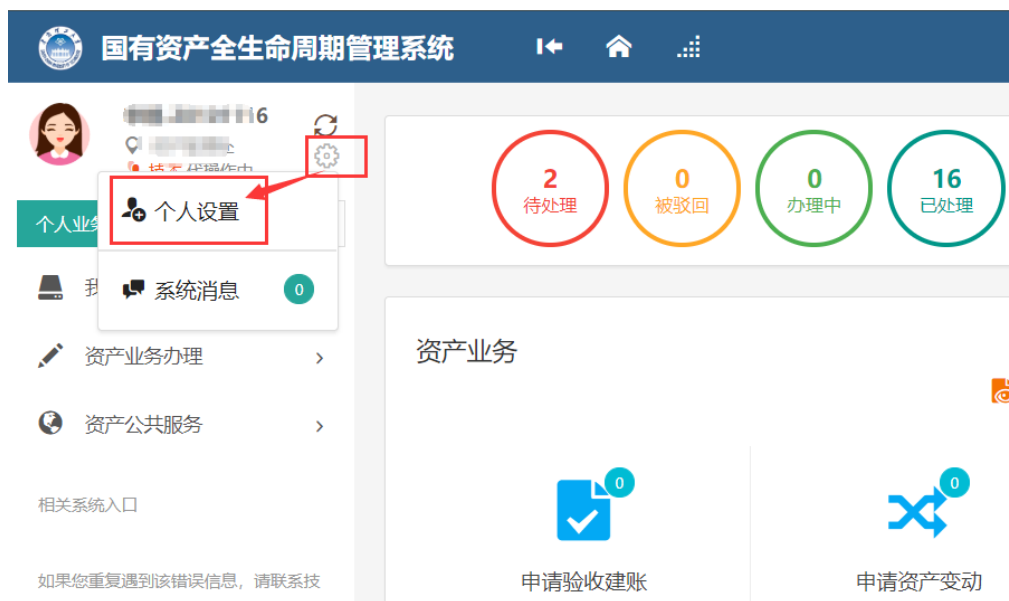 国有资产全生命周期管理系统
6
代操作中
个人设置
个人业务
系统消息 0
我
资产业务办理
资产公共服务
相关系统入口
如果您重复遇到该错误信息，请联系技
2
待处理
0
被驳回
0
办理中
16
已处理
资产业务
0
申请验收建账
0
申请资产变动